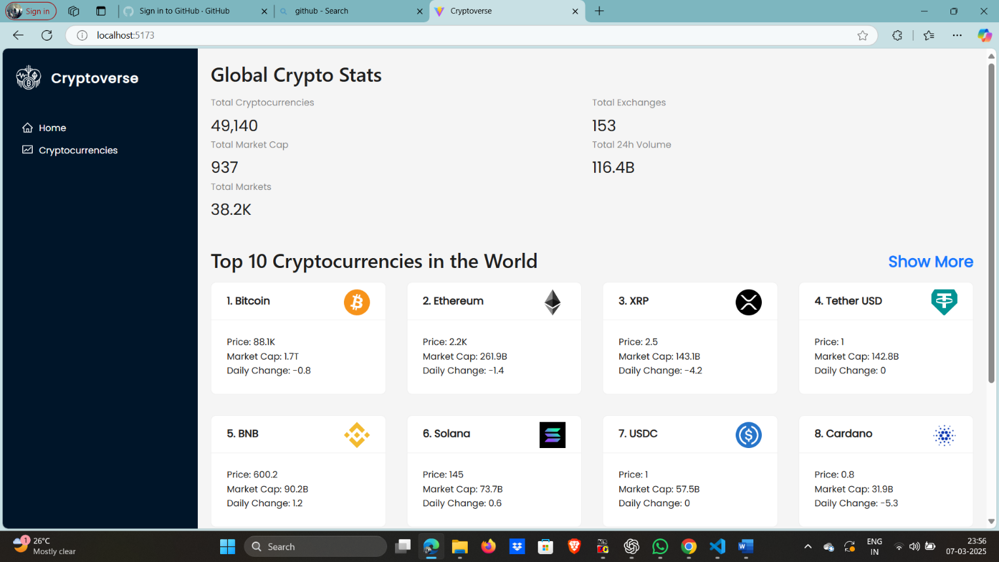 Sign in
Sign in to GitHub · GitHub
github - Search
Cryptoverse
localhost:5173
Cryptoverse
Home
Cryptocurrencies
Global Crypto Stats
Total Cryptocurrencies
49,140
Total Exchanges
153
Total Market Cap
937
Total 24h Volume
116.4B
Total Markets
38.2K
Top 10 Cryptocurrencies in the World
Show More
1. Bitcoin
Price: 88.1K
Market Cap: 1.7T
Daily Change: -0.8
2. Ethereum
Price: 2.2K
Market Cap: 261.9B
Daily Change: -1.4
3. XRP
Price: 2.5
Market Cap: 143.1B
Daily Change: -4.2
4. Tether USD
Price: 1
Market Cap: 142.8B
Daily Change: 0
5. BNB
Price: 600.2
Market Cap: 90.2B
Daily Change: 1.2
6. Solana
Price: 145
Market Cap: 73.7B
Daily Change: 0.6
7. USDC
Price: 1
Market Cap: 57.5B
Daily Change: 0
8. Cardano
Price: 0.8
Market Cap: 31.9B
Daily Change: -5.3
1
26°C
Mostly clear
Search
ENG
IN
23:56
07-03-2025